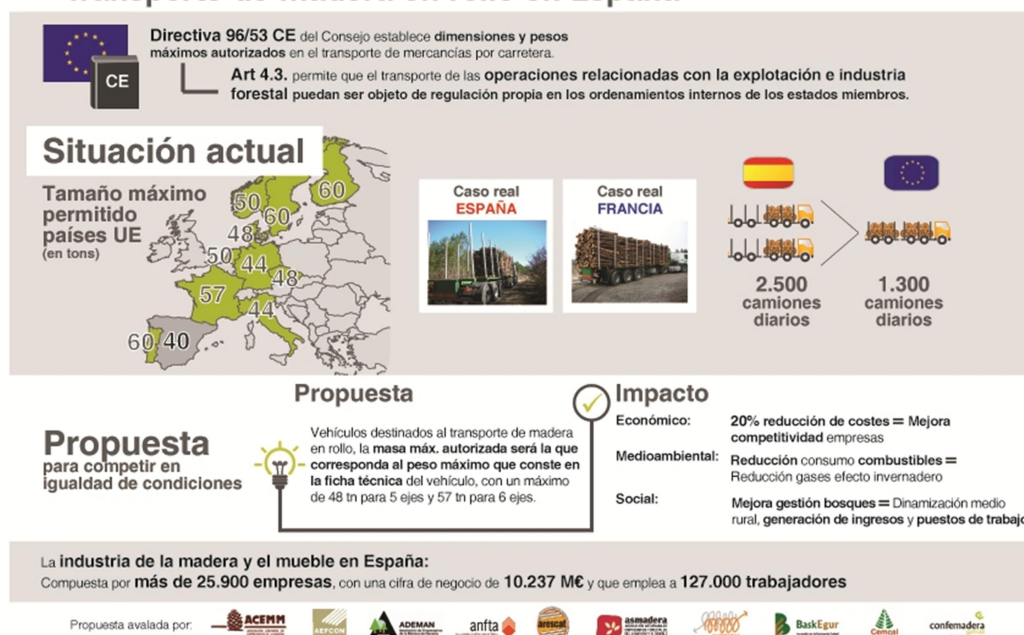 Transporte de madera en rollo en España
Directiva 96/53 CE del Consejo establece dimensiones y pesos
máximos autorizados en el transporte de mercancías por carretera.
CE
Art 4.3. permite que el transporte de las operaciones relacionadas con la explotación e industria
forestal puedan ser objeto de regulación propia en los ordenamientos internos de los estados miembros.
Situación actual
Tamaño máximo
permitido
países UE
(en tons)
50
60
60
48
50
44
48
57
44
60
40
Caso real
ESPAÑA
Caso real
FRANCIA
2.500
camiones
diarios
1.300
camiones
diarios
Propuesta
para competir en
igualdad de condiciones
Propuesta
Vehículos destinados al transporte de madera
en rollo, la masa máx. autorizada será la que
corresponda al peso máximo que conste en
la ficha técnica del vehículo, con un máximo
de 48 tn para 5 ejes y 57 tn para 6 ejes.
Impacto
Económico: 20% reducción de costes = Mejora
competitividad empresas
Medioambiental: Reducción consumo combustibles =
Reducción gases efecto invernadero
Social: Mejora gestión bosques = Dinamización medio
rural, generación de ingresos y puestos de trabajo
La industria de la madera y el mueble en España:
Compuesta por más de 25.900 empresas, con una cifra de negocio de 10.237 M€ y que emplea a 127.000 trabajadores
Propuesta avalada por:
ACEMM
AEFCON
ADEMAN
anfta
arescat
asmadera
BaskEgur
Cemcal
confemadera